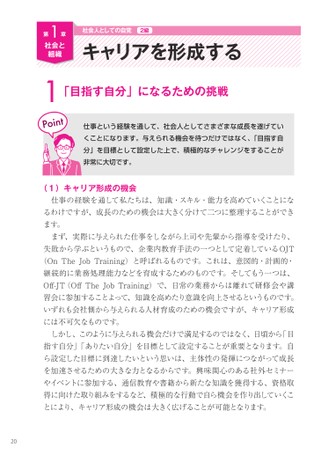 第1章
社会と
組織
社会人としての自覚 2編
キャリアを形成する
1「目指す自分」になるための挑戦
Point
仕事という経験を通して、社会人としてさまざまな成長を遂げてい
くことになります。与えられる機会を待つだけではなく、「目指す自
分」を目標として設定した上で、積極的なチャレンジをすることが
非常に大切です。
（1）キャリア形成の機会
仕事の経験を通して私たちは、知識・スキル・能力を高めていくことにな
るわけですが、成長のための機会は大きく分けて二つに整理することができ
ます。
まず、実際に与えられた仕事をしながら上司や先輩から指導を受けたり、
失敗から学ぶというもので、企業内教育手法の一つとして定着しているOJT
（On The Job Training）と呼ばれるものです。これは、意図的・計画的・
継続的に業務処理能力などを育成するためのものです。そしてもう一つは、
Off-JT（Off The Job Training）で、日常の業務からは離れて研修会や講
習会に参加することよって、知識を高めたり意識を向上させるというものです。
いずれも会社側から与えられる人材育成のための機会ですが、キャリア形成
には不可欠なものです。
しかし、このように与えられる機会だけで満足するのではなく、日頃から「目
指す自分」「ありたい自分」を目標として設定することが重要となります。自
ら設定した目標に到達したいという思いは、主体性の発揮につながって成長
を加速させるための大きな力となるからです。興味関心のある社外セミナー
やイベントに参加する、通信教育や書籍から新たな知識を獲得する、資格取
得に向けた取り組みをするなど、積極的な行動で自ら機会を作り出していくこ
とにより、キャリア形成の機会は大きく広げることが可能となります。
20